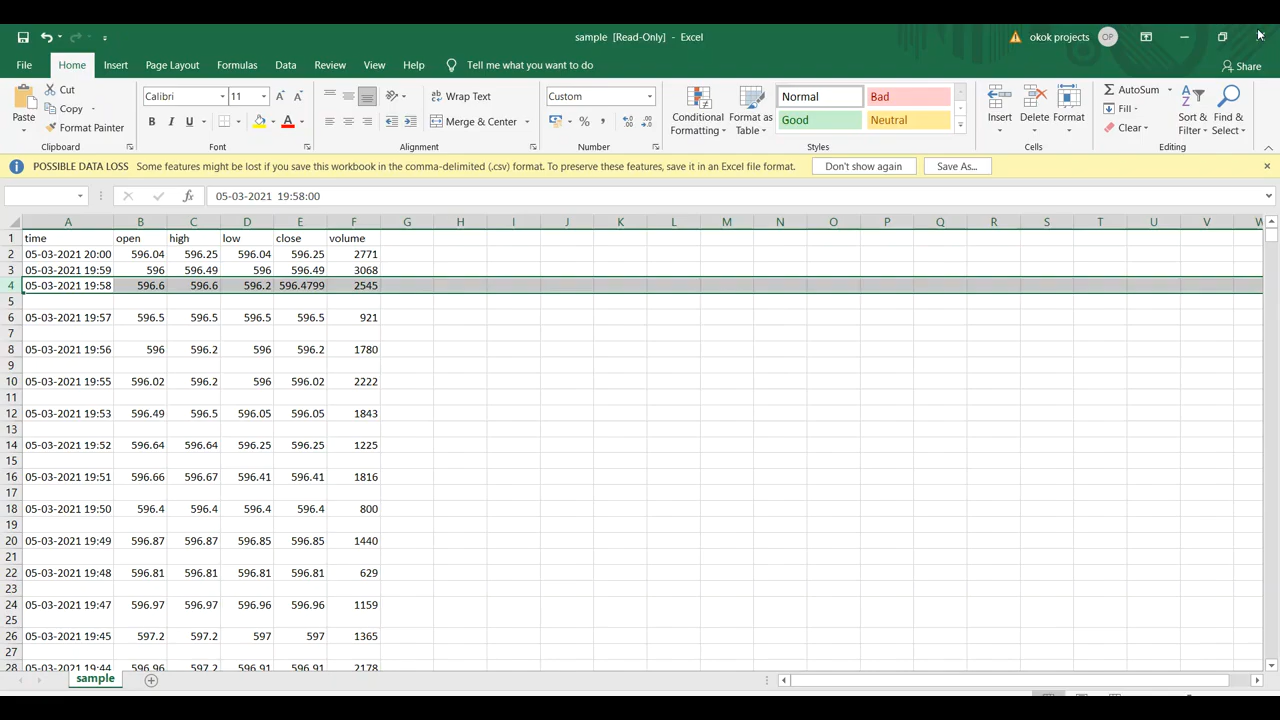 sample [Read-Only] - Excel
okok projects OP
File Home Insert Page Layout Formulas Data Review View Help Tell me what you want to do Share
Paste Cut Copy Format Painter
Clipboard
Calibri 11
B I U A
Font
Wrap Text
Merge & Center
Alignment
Custom
%
Number
Conditional Formatting
Format as Table
Normal Bad
Good Neutral
Styles
Insert Delete Format
Cells
AutoSum
Fill
Clear
Sort & Filter
Find & Select
Editing
POSSIBLE DATA LOSS Some features might be lost if you save this workbook in the comma-delimited (.csv) format. To preserve these features, save it in an Excel file format. Don't show again Save As...
fx 05-03-2021 19:58:00
A B C D E F G H I J K L M N O P Q R S T U V W
1 time open high low close volume
2 05-03-2021 20:00 596.04 596.25 596.04 596.25 2771
3 05-03-2021 19:59 596 596.49 596 596.49 3068
4 05-03-2021 19:58 596.6 596.6 596.2 596.4799 2545
5
6 05-03-2021 19:57 596.5 596.5 596.5 596.5 921
7
8 05-03-2021 19:56 596 596.2 596 596.2 1780
9
10 05-03-2021 19:55 596.02 596.2 596 596.02 2222
11
12 05-03-2021 19:53 596.49 596.5 596.05 596.05 1843
13
14 05-03-2021 19:52 596.64 596.64 596.25 596.25 1225
15
16 05-03-2021 19:51 596.66 596.67 596.41 596.41 1816
17
18 05-03-2021 19:50 596.4 596.4 596.4 596.4 800
19
20 05-03-2021 19:49 596.87 596.87 596.85 596.85 1440
21
22 05-03-2021 19:48 596.81 596.81 596.81 596.81 629
23
24 05-03-2021 19:47 596.97 596.97 596.96 596.96 1159
25
26 05-03-2021 19:45 597.2 597.2 597 597 1365
27
28 05-03-2021 19:44 596.96 597.2 596.91 596.91 2178
sample